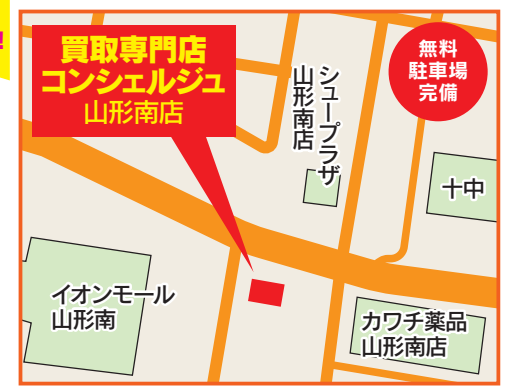 買取専門店
コンシェルジュ
山形南店
無料
駐車場
完備
シュープラザ
山形南店
十中
イオンモール
山形南
カワチ薬品
山形南店